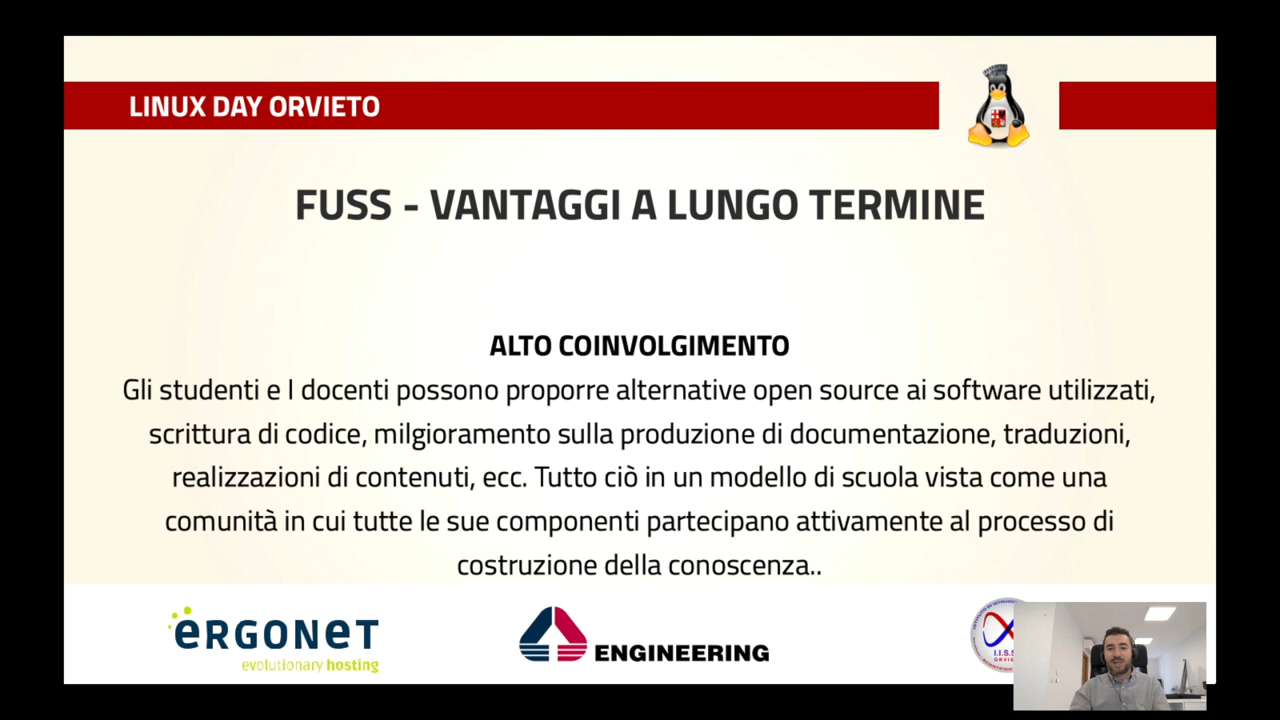 LINUX DAY ORVIETO
FUSS - VANTAGGI A LUNGO TERMINE
ALTO COINVOLGIMENTO
Gli studenti e I docenti possono proporre alternative open source ai software utilizzati,
scrittura di codice, milgioramento sulla produzione di documentazione, traduzioni,
realizzazioni di contenuti, ecc. Tutto ciò in un modello di scuola vista come una
comunità in cui tutte le sue componenti partecipano attivamente al processo di
costruzione della conoscenza..
eRGONeT
evolutionary hosting
ENGINEERING